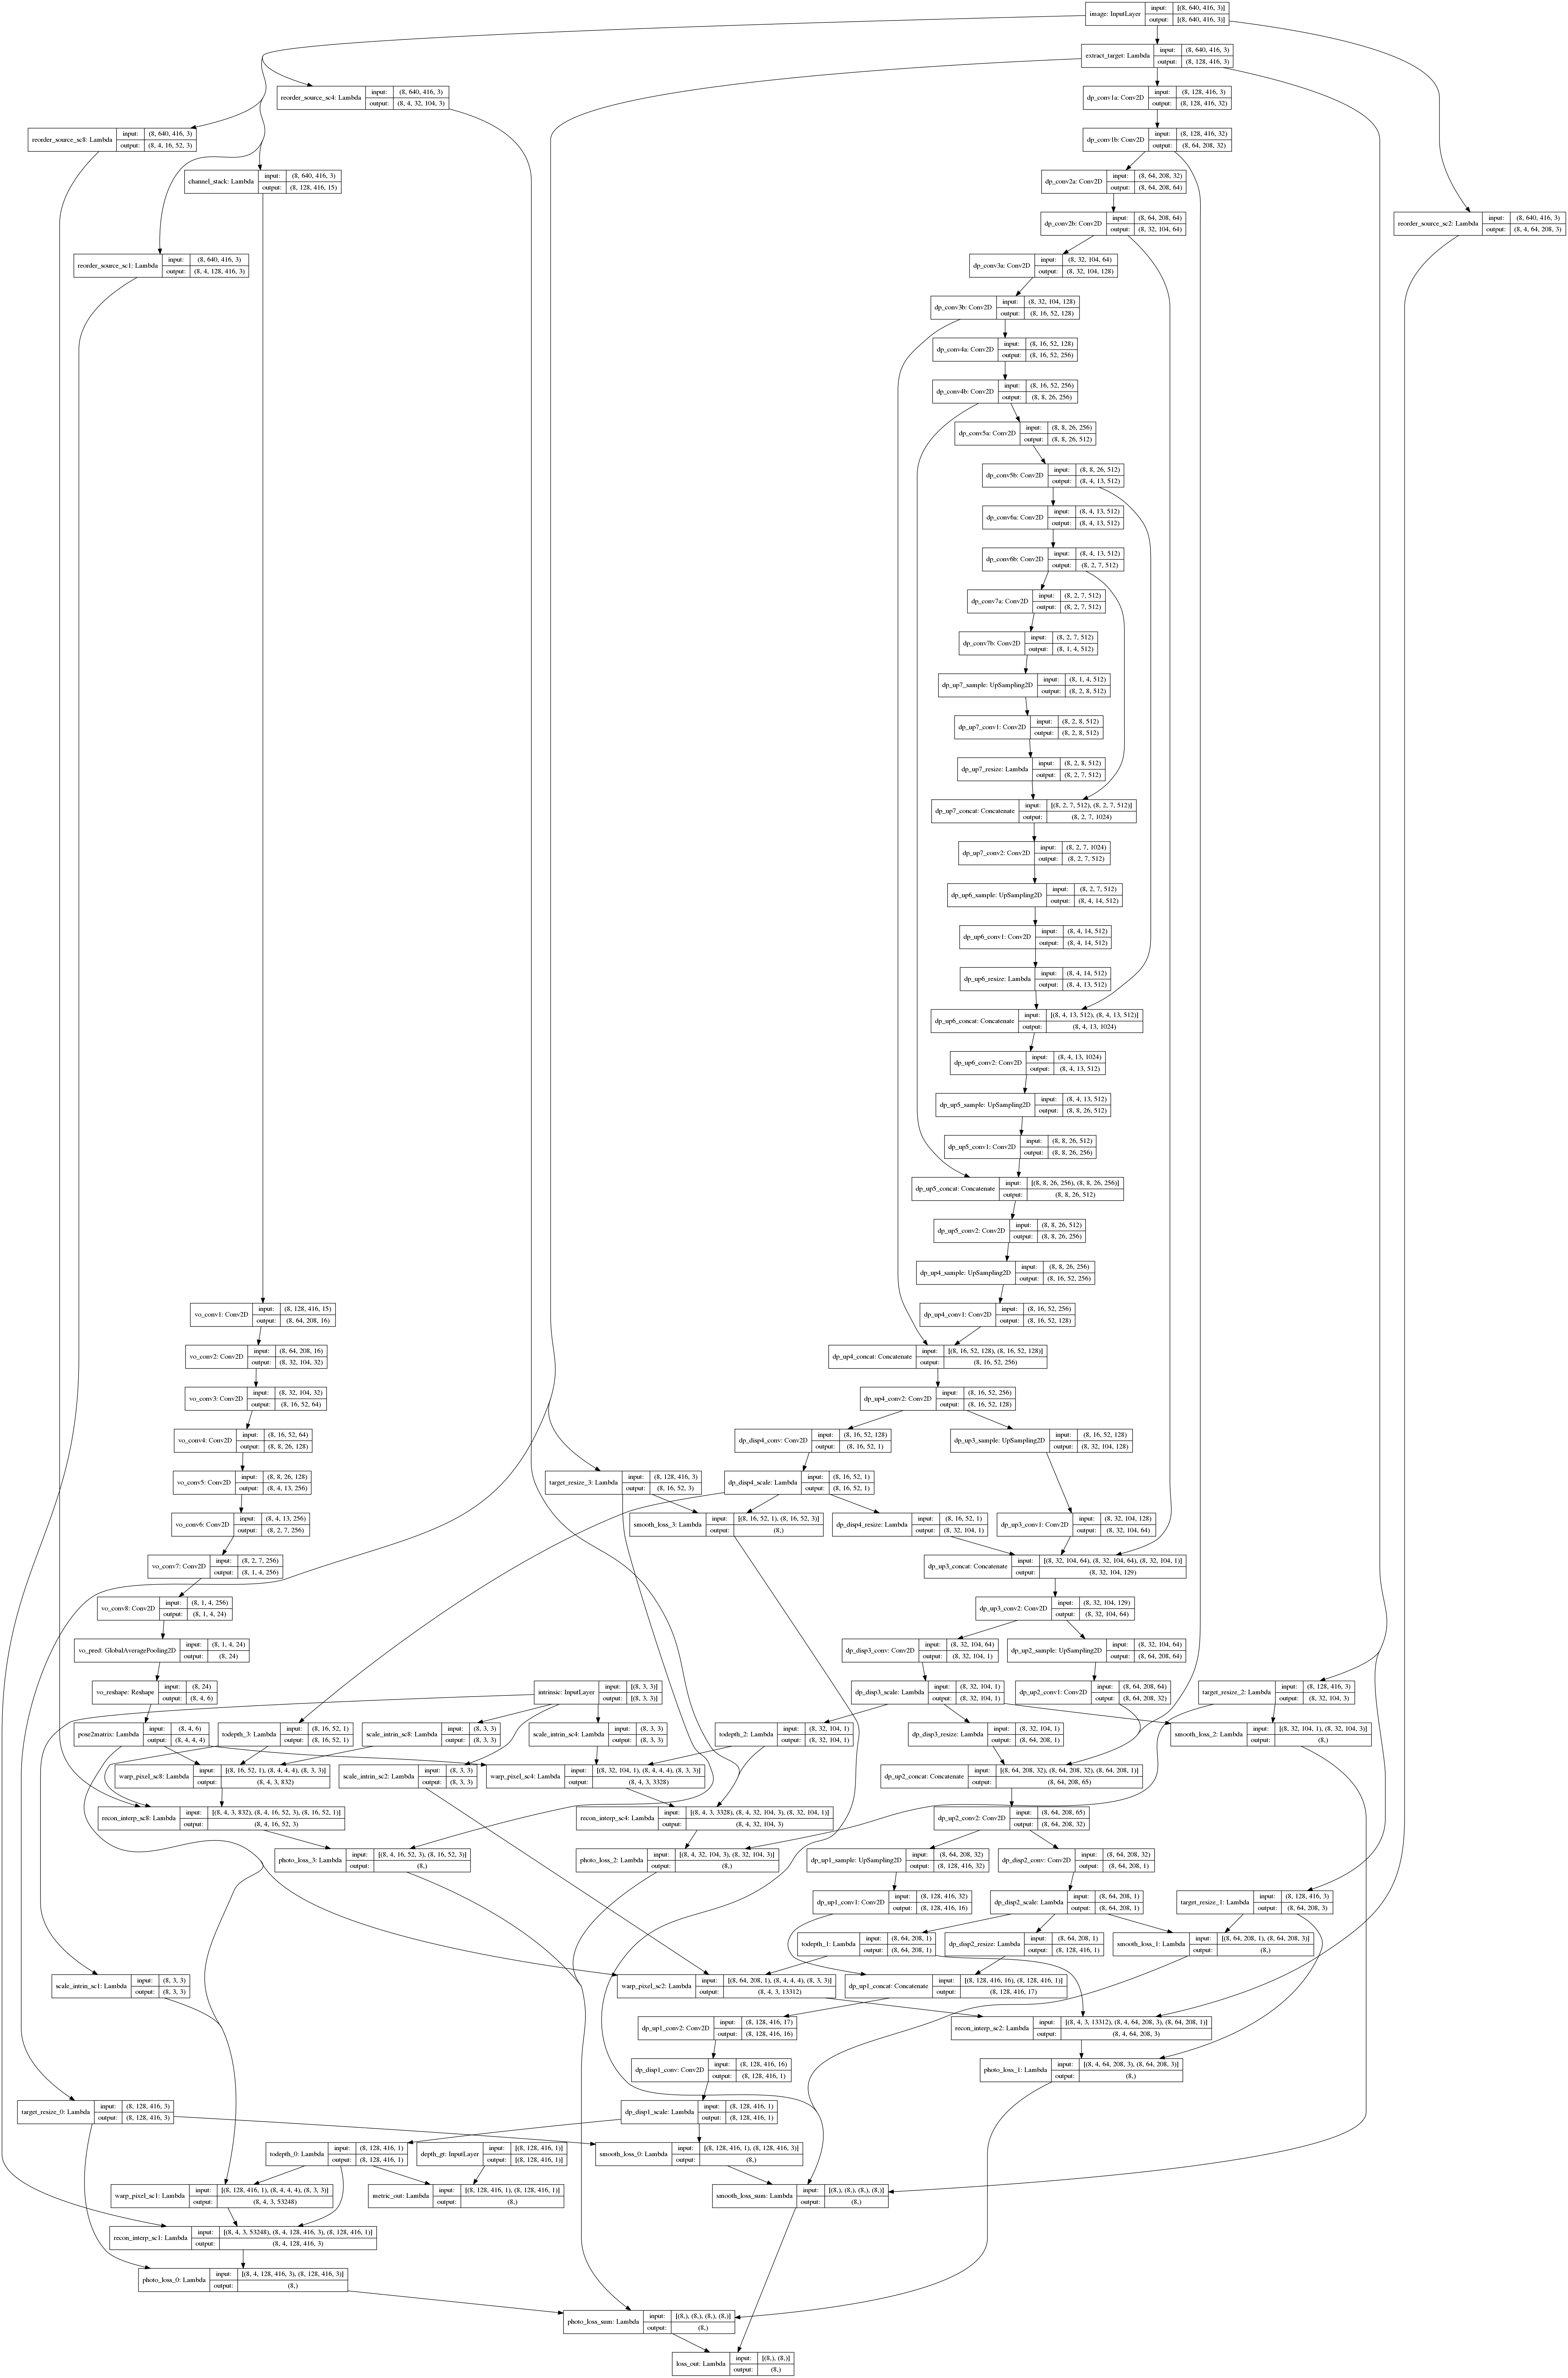 image: InputLayer input: [(8, 640, 416, 3)]
output: [(8, 640, 416, 3)]
extract_target: Lambda input: (8, 640, 416, 3)
output: (8, 128, 416, 3)
reorder_source_sc4: Lambda input: (8, 640, 416, 3)
output: (8, 4, 32, 104, 3)
dp_conv1a: Conv2D input: (8, 128, 416, 3)
output: (8, 128, 416, 32)
reorder_source_sc8: Lambda input: (8, 640, 416, 3)
output: (8, 4, 16, 52, 3)
dp_conv1b: Conv2D input: (8, 128, 416, 32)
output: (8, 64, 208, 32)
channel_stack: Lambda input: (8, 640, 416, 3)
output: (8, 128, 416, 15)
dp_conv2a: Conv2D input: (8, 64, 208, 32)
output: (8, 64, 208, 64)
dp_conv2b: Conv2D input: (8, 64, 208, 64)
output: (8, 32, 104, 64)
reorder_source_sc2: Lambda input: (8, 640, 416, 3)
output: (8, 4, 64, 208, 3)
reorder_source_sc1: Lambda input: (8, 640, 416, 3)
output: (8, 4, 128, 416, 3)
dp_conv3a: Conv2D input: (8, 32, 104, 64)
output: (8, 32, 104, 128)
dp_conv3b: Conv2D input: (8, 32, 104, 128)
output: (8, 16, 52, 128)
dp_conv4a: Conv2D input: (8, 16, 52, 128)
output: (8, 16, 52, 256)
dp_conv4b: Conv2D input: (8, 16, 52, 256)
output: (8, 8, 26, 256)
dp_conv5a: Conv2D input: (8, 8, 26, 256)
output: (8, 8, 26, 512)
dp_conv5b: Conv2D input: (8, 8, 26, 512)
output: (8, 4, 13, 512)
dp_conv6a: Conv2D input: (8, 4, 13, 512)
output: (8, 4, 13, 512)
dp_conv6b: Conv2D input: (8, 4, 13, 512)
output: (8, 2, 7, 512)
dp_conv7a: Conv2D input: (8, 2, 7, 512)
output: (8, 2, 7, 512)
dp_conv7b: Conv2D input: (8, 2, 7, 512)
output: (8, 1, 4, 512)
dp_up7_sample: UpSampling2D input: (8, 1, 4, 512)
output: (8, 2, 8, 512)
dp_up7_conv1: Conv2D input: (8, 2, 8, 512)
output: (8, 2, 8, 512)
dp_up7_resize: Lambda input: (8, 2, 8, 512)
output: (8, 2, 7, 512)
dp_up7_concat: Concatenate input: [(8, 2, 7, 512), (8, 2, 7, 512)]
output: (8, 2, 7, 1024)
dp_up7_conv2: Conv2D input: (8, 2, 7, 1024)
output: (8, 2, 7, 512)
dp_up6_sample: UpSampling2D input: (8, 2, 7, 512)
output: (8, 4, 14, 512)
dp_up6_conv1: Conv2D input: (8, 4, 14, 512)
output: (8, 4, 14, 512)
dp_up6_resize: Lambda input: (8, 4, 14, 512)
output: (8, 4, 13, 512)
dp_up6_concat: Concatenate input: [(8, 4, 13, 512), (8, 4, 13, 512)]
output: (8, 4, 13, 1024)
dp_up6_conv2: Conv2D input: (8, 4, 13, 1024)
output: (8, 4, 13, 512)
dp_up5_sample: UpSampling2D input: (8, 4, 13, 512)
output: (8, 8, 26, 512)
dp_up5_conv1: Conv2D input: (8, 8, 26, 512)
output: (8, 8, 26, 256)
dp_up5_concat: Concatenate input: [(8, 8, 26, 256), (8, 8, 26, 256)]
output: (8, 8, 26, 512)
dp_up5_conv2: Conv2D input: (8, 8, 26, 512)
output: (8, 8, 26, 256)
dp_up4_sample: UpSampling2D input: (8, 8, 26, 256)
output: (8, 16, 52, 256)
vo_conv1: Conv2D input: (8, 128, 416, 15)
output: (8, 64, 208, 16)
dp_up4_conv1: Conv2D input: (8, 16, 52, 256)
output: (8, 16, 52, 128)
vo_conv2: Conv2D input: (8, 64, 208, 16)
output: (8, 32, 104, 32)
dp_up4_concat: Concatenate input: [(8, 16, 52, 128), (8, 16, 52, 128)]
output: (8, 16, 52, 256)
vo_conv3: Conv2D input: (8, 32, 104, 32)
output: (8, 16, 52, 64)
dp_up4_conv2: Conv2D input: (8, 16, 52, 256)
output: (8, 16, 52, 128)
vo_conv4: Conv2D input: (8, 16, 52, 64)
output: (8, 8, 26, 128)
dp_disp4_conv: Conv2D input: (8, 16, 52, 128)
output: (8, 16, 52, 1)
dp_up3_sample: UpSampling2D input: (8, 16, 52, 128)
output: (8, 32, 104, 128)
vo_conv5: Conv2D input: (8, 8, 26, 128)
output: (8, 4, 13, 256)
target_resize_3: Lambda input: (8, 128, 416, 3)
output: (8, 16, 52, 3)
dp_disp4_scale: Lambda input: (8, 16, 52, 1)
output: (8, 16, 52, 1)
vo_conv6: Conv2D input: (8, 4, 13, 256)
output: (8, 2, 7, 256)
smooth_loss_3: Lambda input: [(8, 16, 52, 1), (8, 16, 52, 3)]
output: (8,)
dp_disp4_resize: Lambda input: (8, 16, 52, 1)
output: (8, 32, 104, 1)
dp_up3_conv1: Conv2D input: (8, 32, 104, 128)
output: (8, 32, 104, 64)
vo_conv7: Conv2D input: (8, 2, 7, 256)
output: (8, 1, 4, 256)
dp_up3_concat: Concatenate input: [(8, 32, 104, 64), (8, 32, 104, 64), (8, 32, 104, 1)]
output: (8, 32, 104, 129)
vo_conv8: Conv2D input: (8, 1, 4, 256)
output: (8, 1, 4, 24)
dp_up3_conv2: Conv2D input: (8, 32, 104, 129)
output: (8, 32, 104, 64)
vo_pred: GlobalAveragePooling2D input: (8, 1, 4, 24)
output: (8, 24)
dp_disp3_conv: Conv2D input: (8, 32, 104, 64)
output: (8, 32, 104, 1)
dp_up2_sample: UpSampling2D input: (8, 32, 104, 64)
output: (8, 64, 208, 64)
vo_reshape: Reshape input: (8, 24)
output: (8, 4, 6)
intrinsic: InputLayer input: [(8, 3, 3)]
output: [(8, 3, 3)]
dp_disp3_scale: Lambda input: (8, 32, 104, 1)
output: (8, 32, 104, 1)
dp_up2_conv1: Conv2D input: (8, 64, 208, 64)
output: (8, 64, 208, 32)
target_resize_2: Lambda input: (8, 128, 416, 3)
output: (8, 32, 104, 3)
pose2matrix: Lambda input: (8, 4, 6)
output: (8, 4, 4, 4)
todepth_3: Lambda input: (8, 16, 52, 1)
output: (8, 16, 52, 1)
scale_intrin_sc8: Lambda input: (8, 3, 3)
output: (8, 3, 3)
scale_intrin_sc4: Lambda input: (8, 3, 3)
output: (8, 3, 3)
todepth_2: Lambda input: (8, 32, 104, 1)
output: (8, 32, 104, 1)
dp_disp3_resize: Lambda input: (8, 32, 104, 1)
output: (8, 64, 208, 1)
smooth_loss_2: Lambda input: [(8, 32, 104, 1), (8, 32, 104, 3)]
output: (8,)
warp_pixel_sc8: Lambda input: [(8, 16, 52, 1), (8, 4, 4, 4), (8, 3, 3)]
output: (8, 4, 3, 832)
scale_intrin_sc2: Lambda input: (8, 3, 3)
output: (8, 3, 3)
warp_pixel_sc4: Lambda input: [(8, 32, 104, 1), (8, 4, 4, 4), (8, 3, 3)]
output: (8, 4, 3, 3328)
dp_up2_concat: Concatenate input: [(8, 64, 208, 32), (8, 64, 208, 32), (8, 64, 208, 1)]
output: (8, 64, 208, 65)
recon_interp_sc8: Lambda input: [(8, 4, 3, 832), (8, 4, 16, 52, 3), (8, 16, 52, 1)]
output: (8, 4, 16, 52, 3)
recon_interp_sc4: Lambda input: [(8, 4, 3, 3328), (8, 4, 32, 104, 3), (8, 32, 104, 1)]
output: (8, 4, 32, 104, 3)
dp_up2_conv2: Conv2D input: (8, 64, 208, 65)
output: (8, 64, 208, 32)
photo_loss_3: Lambda input: [(8, 4, 16, 52, 3), (8, 16, 52, 3)]
output: (8,)
photo_loss_2: Lambda input: [(8, 4, 32, 104, 3), (8, 32, 104, 3)]
output: (8,)
dp_up1_sample: UpSampling2D input: (8, 64, 208, 32)
output: (8, 128, 416, 32)
dp_disp2_conv: Conv2D input: (8, 64, 208, 32)
output: (8, 64, 208, 1)
dp_up1_conv1: Conv2D input: (8, 128, 416, 32)
output: (8, 128, 416, 16)
dp_disp2_scale: Lambda input: (8, 64, 208, 1)
output: (8, 64, 208, 1)
target_resize_1: Lambda input: (8, 128, 416, 3)
output: (8, 64, 208, 3)
todepth_1: Lambda input: (8, 64, 208, 1)
output: (8, 64, 208, 1)
dp_disp2_resize: Lambda input: (8, 64, 208, 1)
output: (8, 128, 416, 1)
smooth_loss_1: Lambda input: [(8, 64, 208, 1), (8, 64, 208, 3)]
output: (8,)
scale_intrin_sc1: Lambda input: (8, 3, 3)
output: (8, 3, 3)
warp_pixel_sc2: Lambda input: [(8, 64, 208, 1), (8, 4, 4, 4), (8, 3, 3)]
output: (8, 4, 3, 13312)
dp_up1_concat: Concatenate input: [(8, 128, 416, 16), (8, 128, 416, 1)]
output: (8, 128, 416, 17)
dp_up1_conv2: Conv2D input: (8, 128, 416, 17)
output: (8, 128, 416, 16)
recon_interp_sc2: Lambda input: [(8, 4, 3, 13312), (8, 4, 64, 208, 3), (8, 64, 208, 1)]
output: (8, 4, 64, 208, 3)
dp_disp1_conv: Conv2D input: (8, 128, 416, 16)
output: (8, 128, 416, 1)
photo_loss_1: Lambda input: [(8, 4, 64, 208, 3), (8, 64, 208, 3)]
output: (8,)
target_resize_0: Lambda input: (8, 128, 416, 3)
output: (8, 128, 416, 3)
dp_disp1_scale: Lambda input: (8, 128, 416, 1)
output: (8, 128, 416, 1)
todepth_0: Lambda input: (8, 128, 416, 1)
output: (8, 128, 416, 1)
depth_gt: InputLayer input: [(8, 128, 416, 1)]
output: [(8, 128, 416, 1)]
smooth_loss_0: Lambda input: [(8, 128, 416, 1), (8, 128, 416, 3)]
output: (8,)
warp_pixel_sc1: Lambda input: [(8, 128, 416, 1), (8, 4, 4, 4), (8, 3, 3)]
output: (8, 4, 3, 53248)
metric_out: Lambda input: [(8, 128, 416, 1), (8, 128, 416, 1)]
output: (8,)
smooth_loss_sum: Lambda input: [(8,), (8,), (8,), (8,)]
output: (8,)
recon_interp_sc1: Lambda input: [(8, 4, 3, 53248), (8, 4, 128, 416, 3), (8, 128, 416, 1)]
output: (8, 4, 128, 416, 3)
photo_loss_0: Lambda input: [(8, 4, 128, 416, 3), (8, 128, 416, 3)]
output: (8,)
photo_loss_sum: Lambda input: [(8,), (8,), (8,), (8,)]
output: (8,)
loss_out: Lambda input: [(8,), (8,)]
output: (8,)